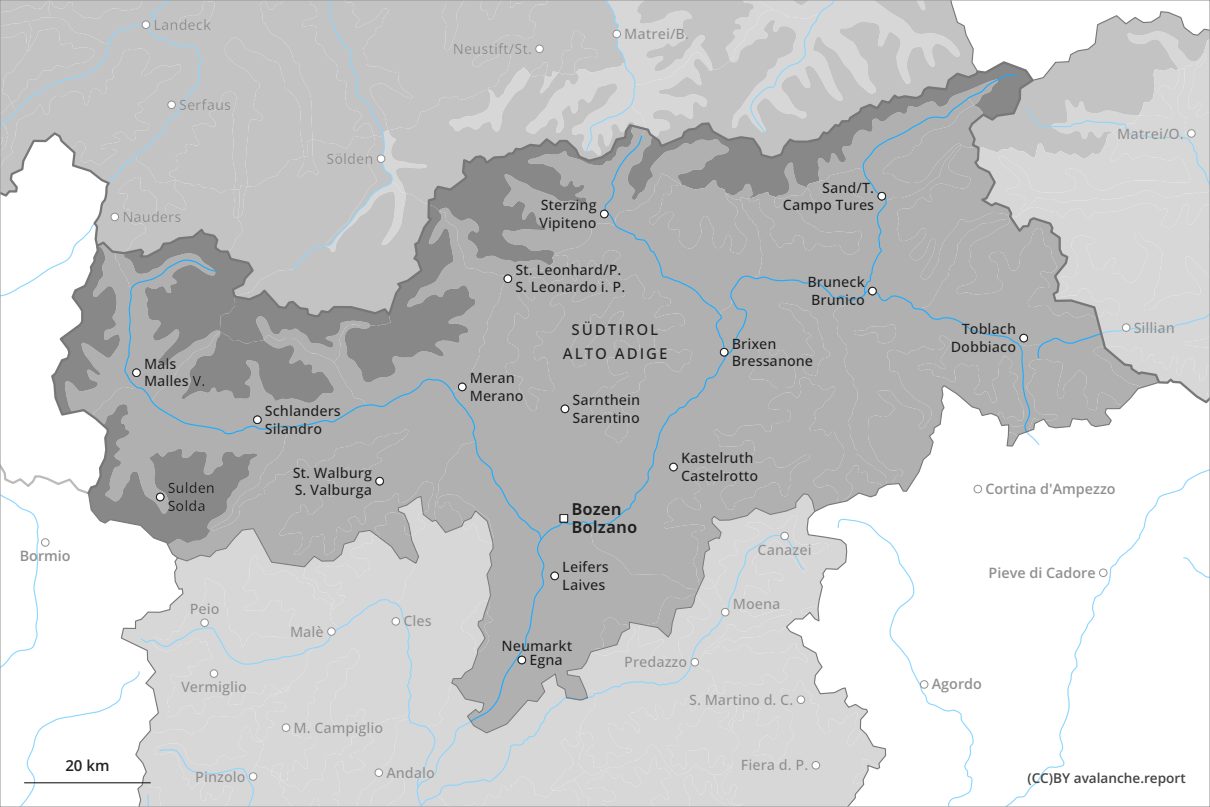 Landeck
Matrei/B.
Neustift/St.
Serfaus
Matrei/O.
Sölden
Sand/T.
Campo Tures
Sterzing
Vipiteno
Nauders
St. Leonhard/P.
S. Leonardo i. P.
Bruneck
Brunico
SÜDTIROL
ALTO ADIGE
Toblach
Dobbiaco
Sillian
Brixen
Bressanone
Mals
Malles V.
Meran
Merano
Sarnthein
Sarentino
Schlanders
Silandro
Kastelruth
Castelrotto
St. Walburg
S. Valburga
Sulden
Solda
Cortina d'Ampezzo
Bozen
Bolzano
Bormio
Canazei
Leifers
Laives
Pieve di Cadore
Peio
Moena
Malè
Cles
Neumarkt
Egna
Predazzo
Vermiglio
Agordo
S. Martino d. C.
M. Campiglio
Fiera d. P.
20 km
Pinzolo
Andalo
(CC)BY avalanche.report